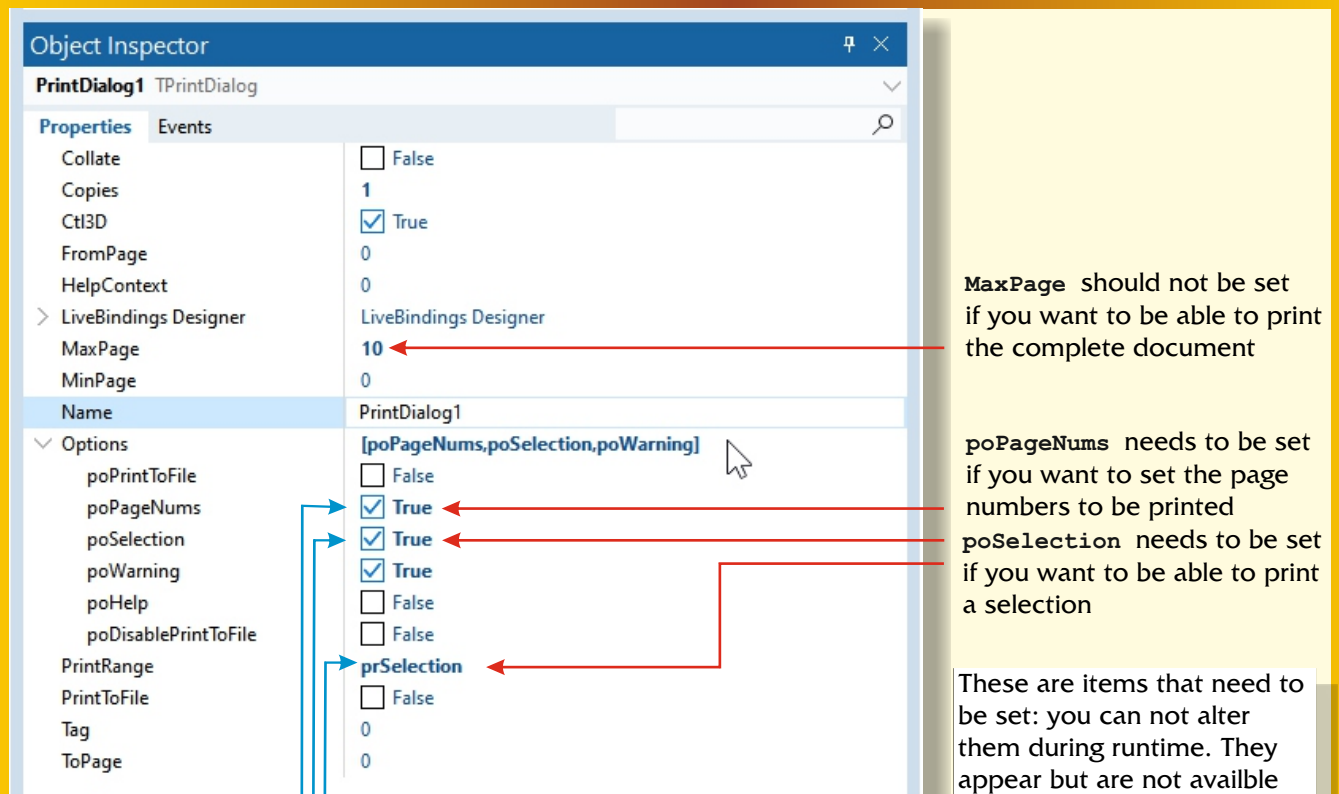 Object Inspector
PrintDialog1 TPrintDialog
Properties Events
Collate False
Copies 1
Ctl3D True
FromPage 0
HelpContext 0
LiveBindings Designer LiveBindings Designer
MaxPage 10
MinPage 0
Name PrintDialog1
Options [poPageNums,poSelection,poWarning]
poPrintToFile False
poPageNums True
poSelection True
poWarning True
poHelp False
poDisablePrintToFile False
PrintRange prSelection
PrintToFile False
Tag 0
ToPage 0
MaxPage should not be set
if you want to be able to print
the complete document
poPageNums needs to be set
if you want to set the page
numbers to be printed
poSelection needs to be set
if you want to be able to print
a selection
These are items that need to
be set: you can not alter
them during runtime. They
appear but are not availble